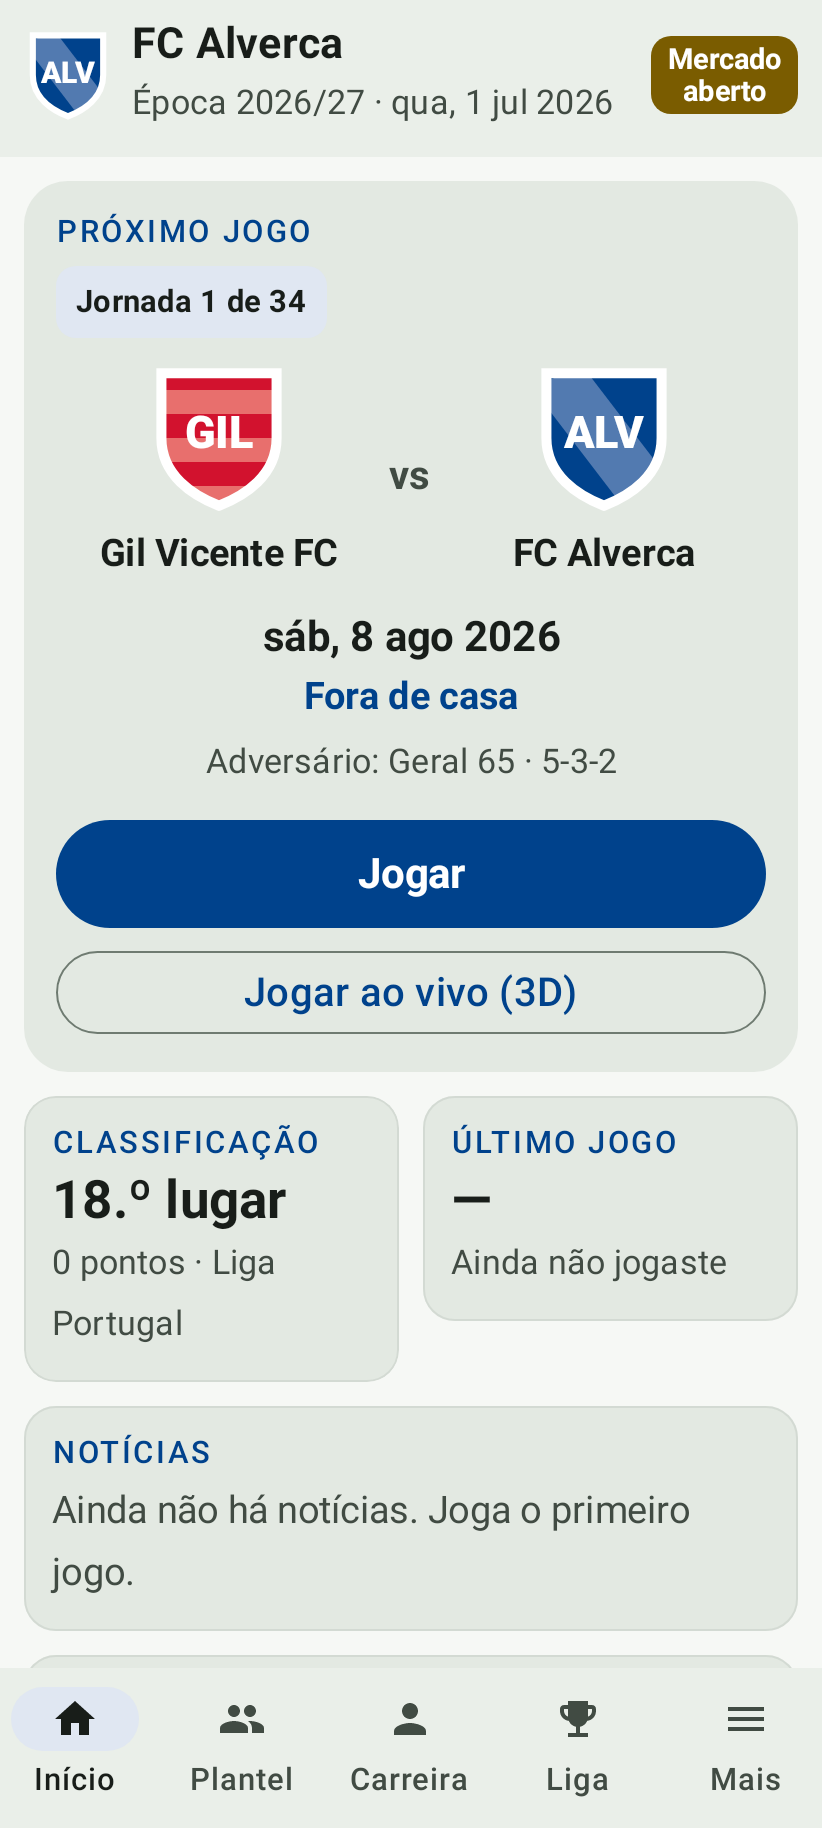 ALV
FC Alverca
Época 2026/27 · qua, 1 jul 2026
Mercado
aberto
PRÓXIMO JOGO
Jornada 1 de 34
GIL
vs
ALV
Gil Vicente FC
FC Alverca
sáb, 8 ago 2026
Fora de casa
Adversário: Geral 65 · 5-3-2
Jogar
Jogar ao vivo (3D)
CLASSIFICAÇÃO
18.º lugar
0 pontos · Liga
Portugal
ÚLTIMO JOGO
—
Ainda não jogaste
NOTÍCIAS
Ainda não há notícias. Joga o primeiro
jogo.
Início
Plantel
Carreira
Liga
Mais